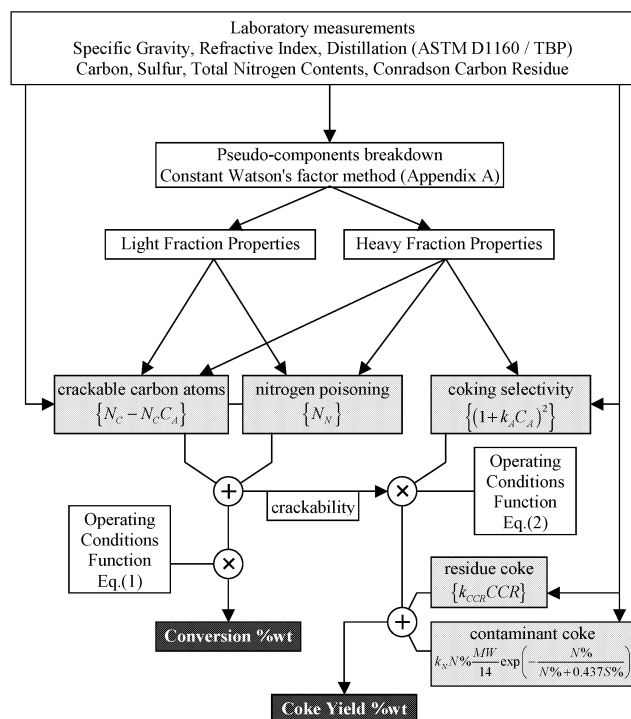 Laboratory measurements
Specific Gravity, Refractive Index, Distillation (ASTM D1160 / TBP)
Carbon, Sulfur, Total Nitrogen Contents, Conradson Carbon Residue
Pseudo-components breakdown
Constant Watson's factor method (Appendix A)
Light Fraction Properties
Heavy Fraction Properties
crackable carbon atoms
{N_C − N_C C_A}
nitrogen poisoning
{N_N}
coking selectivity
{(1 + k_A C_A)^2}
+
crackability
×
Operating
Conditions
Function
Eq.(2)
Operating
Conditions
Function
Eq.(1)
×
residue coke
{k_CCR CCR}
Conversion %wt
+
contaminant coke
k_N N% MW/14 exp(− N%/(N% + 0.437S%))
Coke Yield %wt